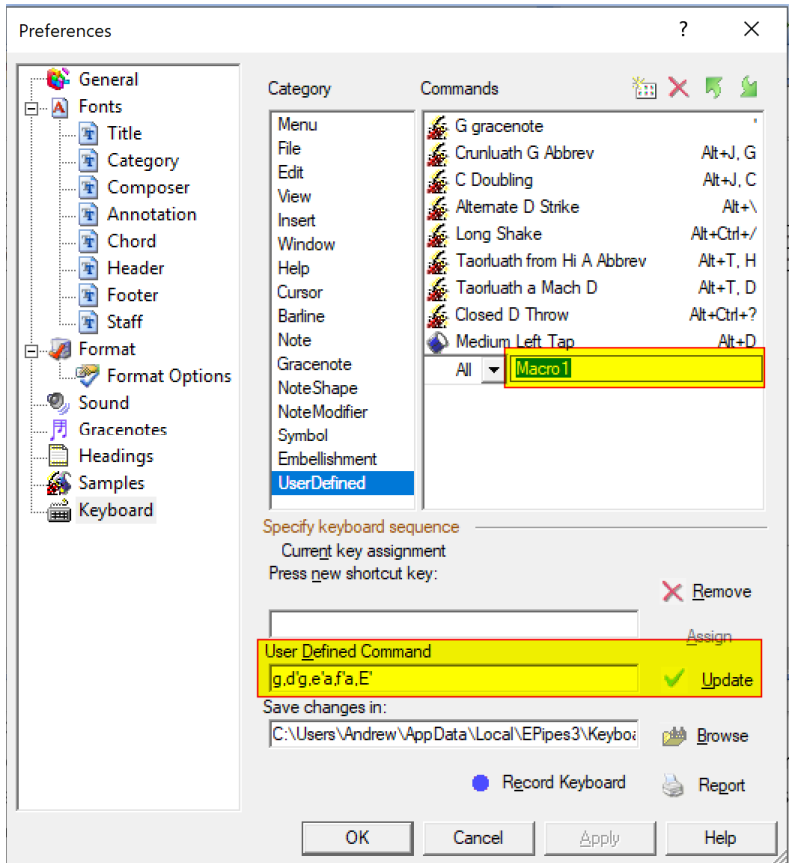 Preferences
?
General
Fonts
Title
Category
Composer
Annotation
Chord
Header
Footer
Staff
Format
Format Options
Sound
Gracenotes
Headings
Samples
Keyboard
Category
Menu
File
Edit
View
Insert
Window
Help
Cursor
Barline
Note
Gracenote
NoteShape
NoteModifier
Symbol
Embellishment
UserDefined
Commands
G gracenote '
Crunluath G Abbrev Alt+J, G
C Doubling Alt+J, C
Alternate D Strike Alt+\
Long Shake Alt+Ctrl+/
Taorluath from Hi A Abbrev Alt+T, H
Taorluath a Mach D Alt+T, D
Closed D Throw Alt+Ctrl+?
Medium Left Tap Alt+D
All Macro1
Specify keyboard sequence
Current key assignment
Press new shortcut key:
Remove
Assign
User Defined Command
g,d'g,e'a,f'a,E'
Update
Save changes in:
C:\Users\Andrew\AppData\Local\EPipes3\Keyboa
Browse
Record Keyboard
Report
OK
Cancel
Apply
Help